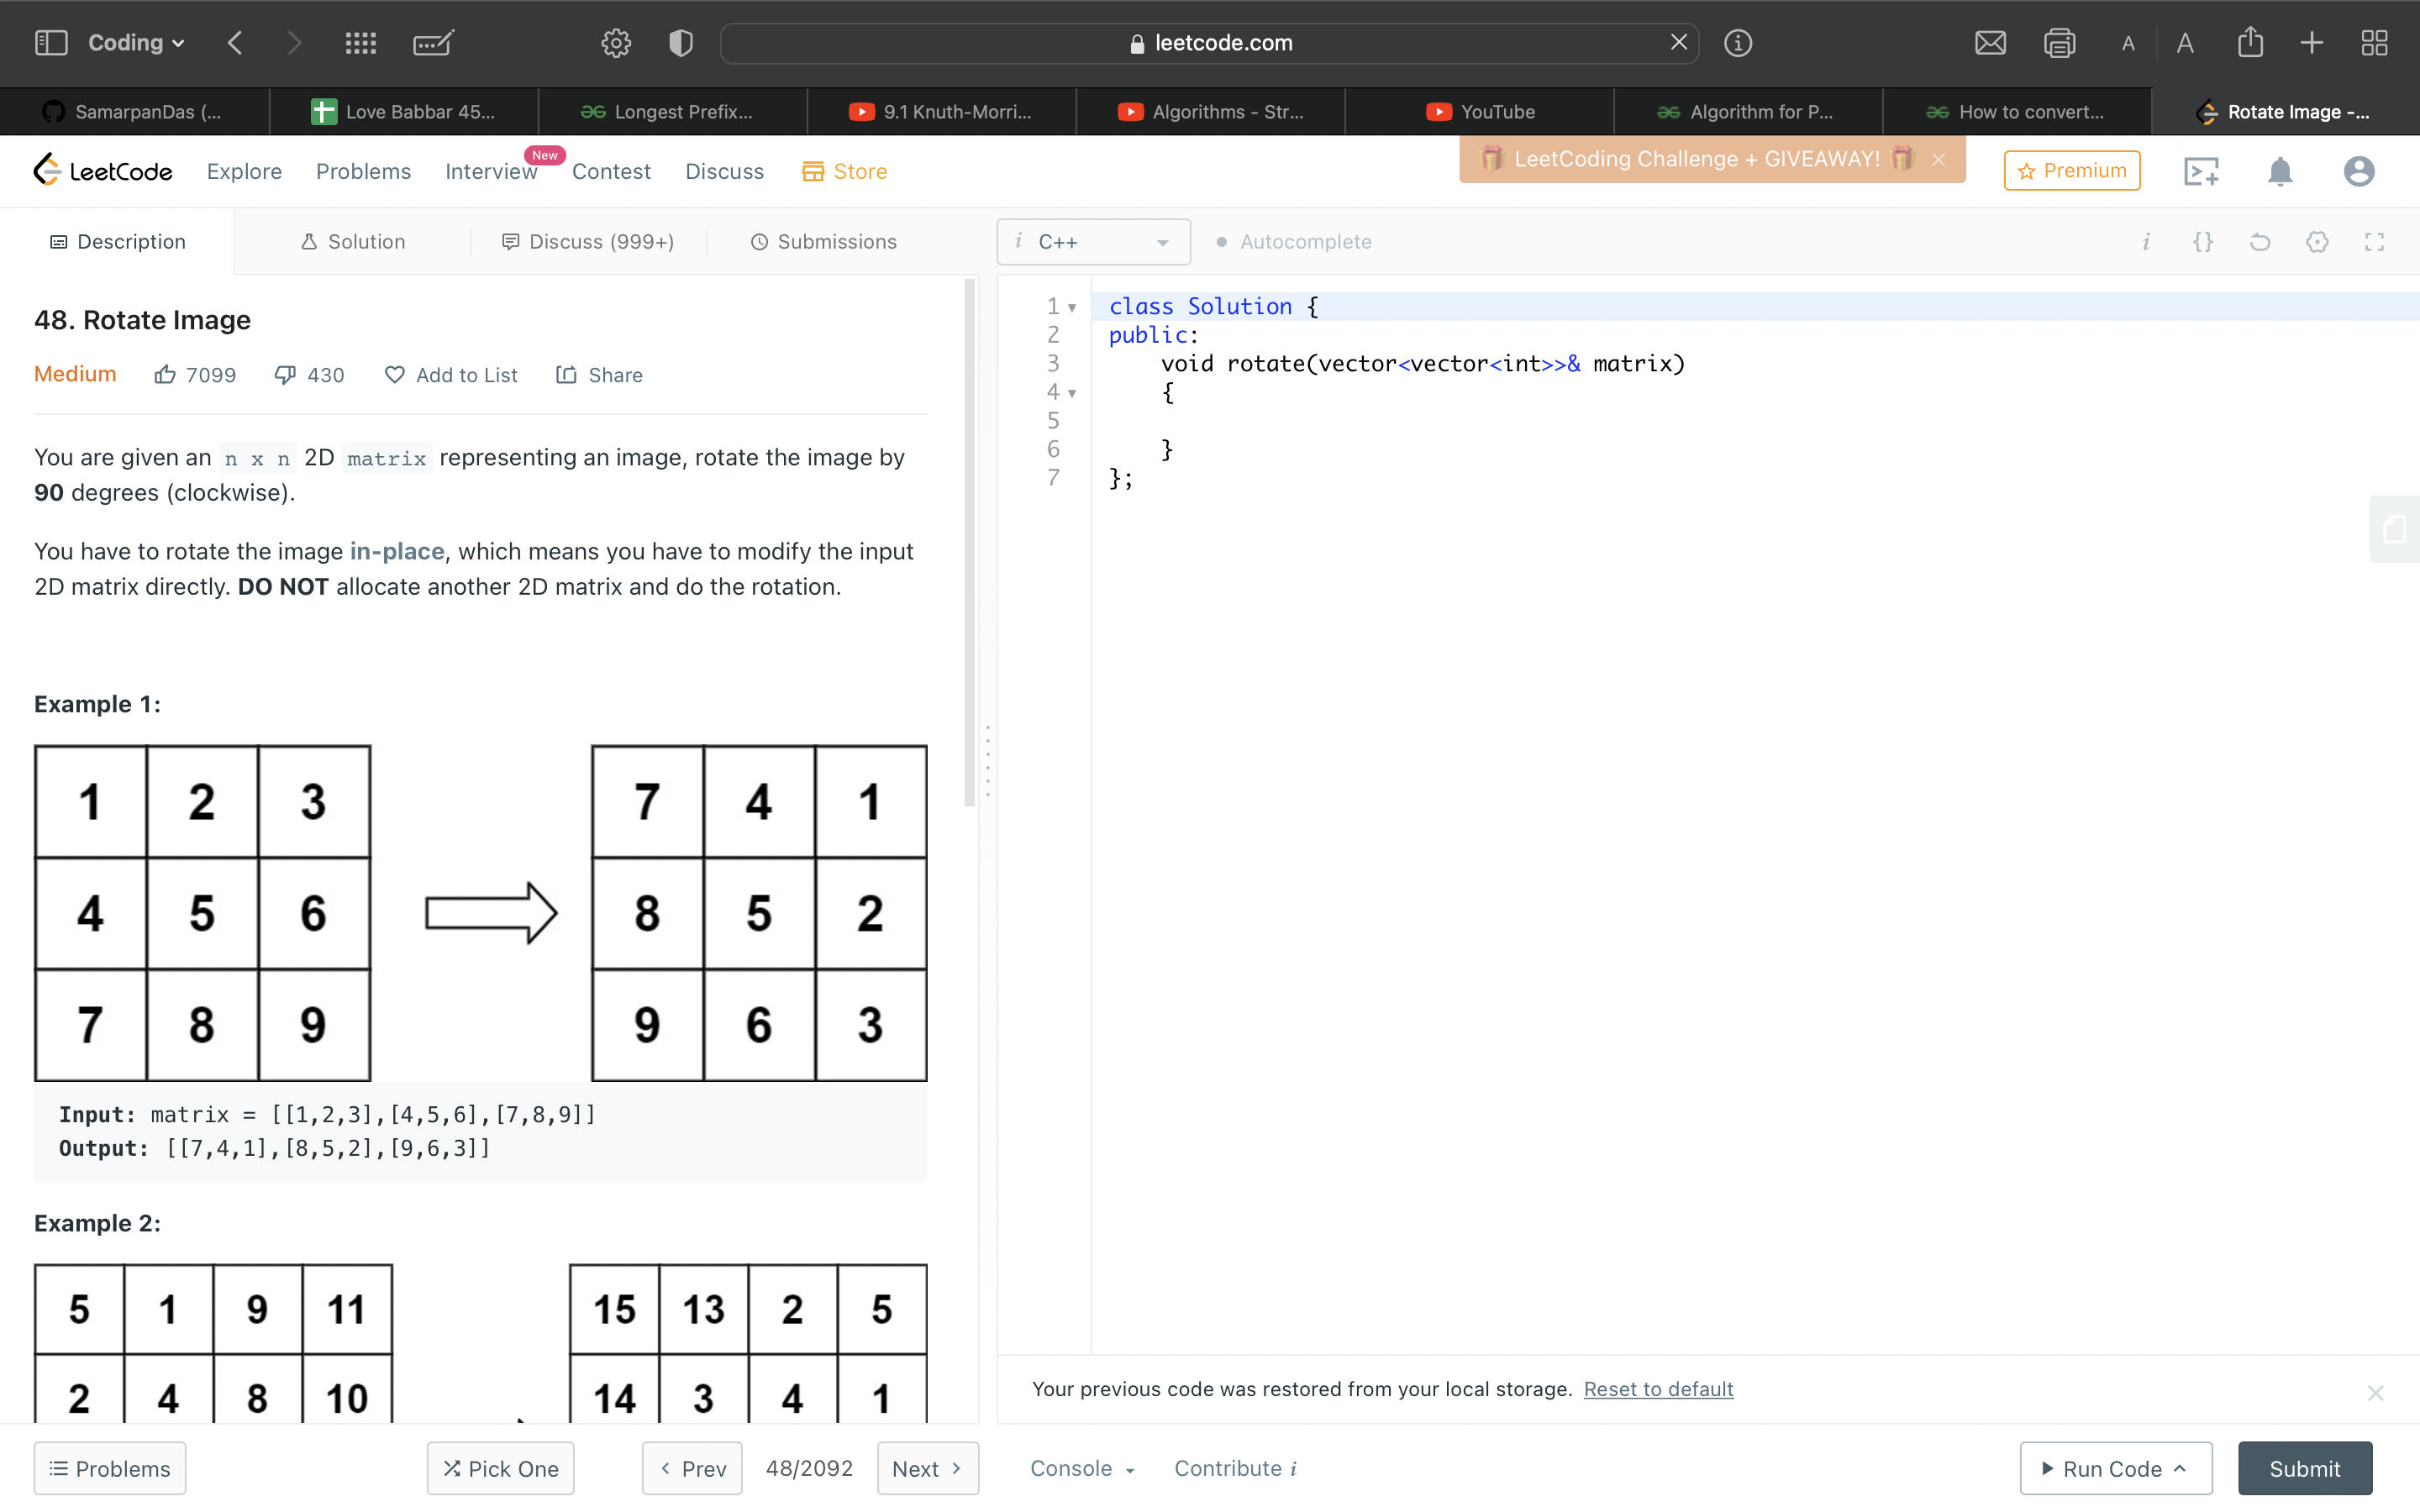 Coding
leetcode.com
A A
SamarpanDas (...
Love Babbar 45...
Longest Prefix...
9.1 Knuth-Morri...
Algorithms - Str...
YouTube
Algorithm for P...
How to convert...
Rotate Image -...
LeetCode
Explore
Problems
Interview
New
Contest
Discuss
Store
LeetCoding Challenge + GIVEAWAY!
Premium
Description
Solution
Discuss (999+)
Submissions
i C++
Autocomplete
i {}
48. Rotate Image
Medium 7099 430 Add to List Share
You are given an n x n 2D matrix representing an image, rotate the image by
90 degrees (clockwise).
You have to rotate the image in-place, which means you have to modify the input
2D matrix directly. DO NOT allocate another 2D matrix and do the rotation.
Example 1:
1 2 3 7 4 1
4 5 6 8 5 2
7 8 9 9 6 3
Input: matrix = [[1,2,3],[4,5,6],[7,8,9]]
Output: [[7,4,1],[8,5,2],[9,6,3]]
Example 2:
5 1 9 11 15 13 2 5
2 4 8 10 14 3 4 1
1 class Solution {
2 public:
3 void rotate(vector<vector<int>>& matrix)
4 {
5
6 }
7 };
Your previous code was restored from your local storage. Reset to default
Problems
Pick One
Prev
48/2092
Next
Console
Contribute i
Run Code
Submit